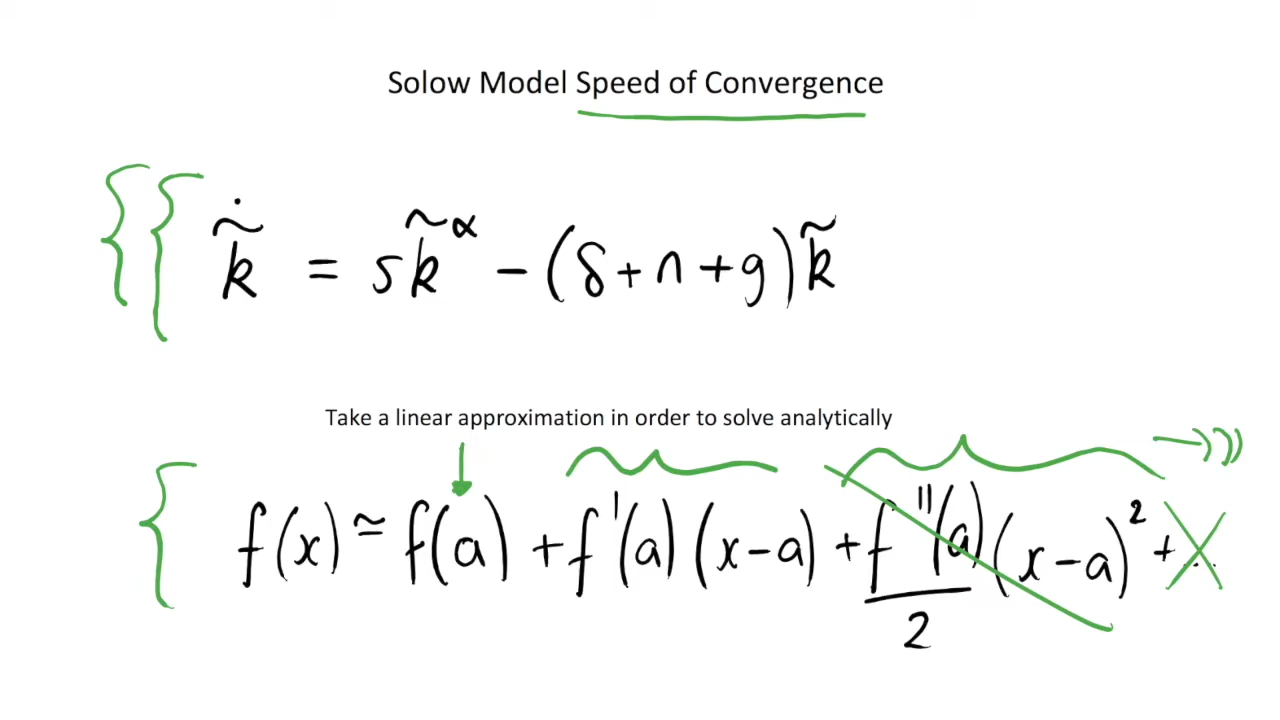 Solow Model Speed of Convergence
k̃̇ = sk̃^α - (δ+n+g)k̃
Take a linear approximation in order to solve analytically
f(x) ≃ f(a) + f'(a)(x-a) + f''(a)/2 (x-a)² + ...